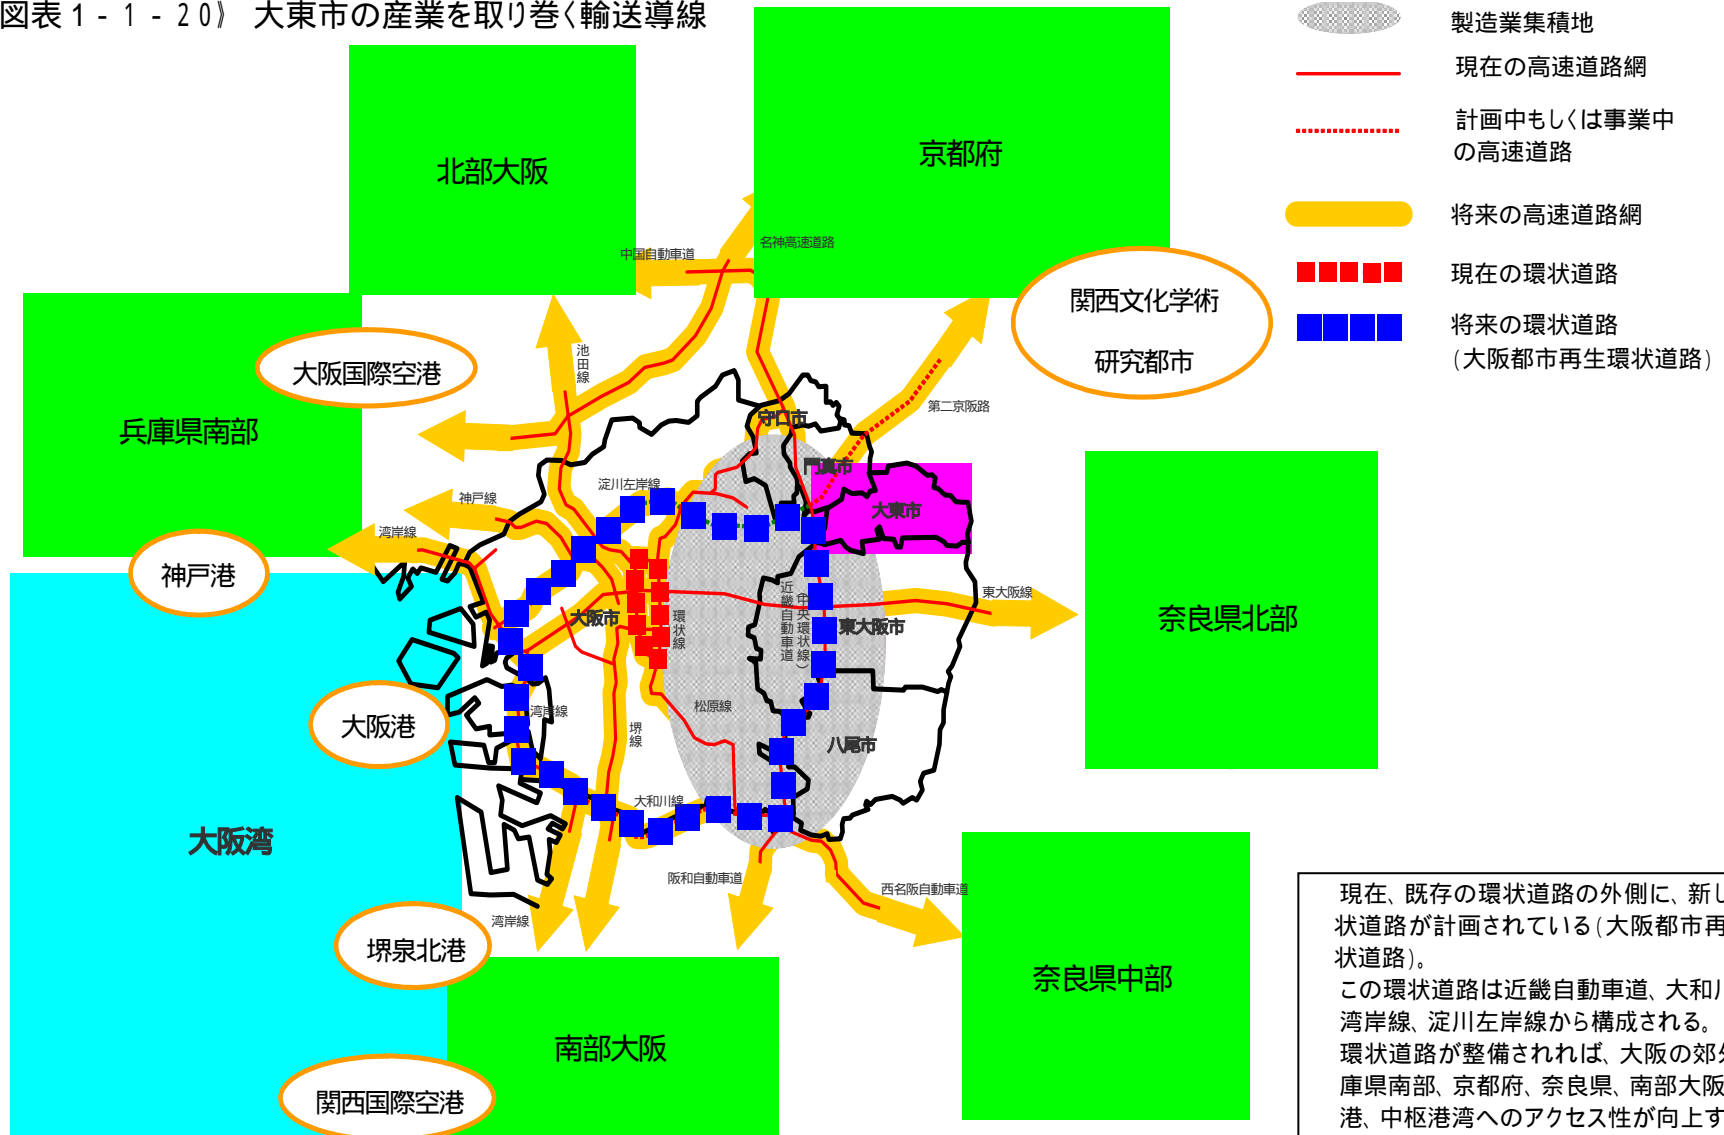 図表1-1-20》 大東市の産業を取り巻く輸送導線
製造業集積地
現在の高速道路網
計画中もしくは事業中
の高速道路
将来の高速道路網
現在の環状道路
将来の環状道路
(大阪都市再生環状道路)
北部大阪
京都府
中国自動車道
名神高速道路
関西文化学術
研究都市
大阪国際空港
池田線
兵庫県南部
第二京阪路
守口市
門真市
淀川左岸線
神戸線
大東市
湾岸線
神戸港
東大阪線
近畿自動車道
(中央環状線)
大阪市
環状線
東大阪市
奈良県北部
松原線
湾岸線
大阪港
堺線
八尾市
大和川線
大阪湾
阪和自動車道
西名阪自動車道
湾岸線
堺泉北港
奈良県中部
南部大阪
関西国際空港
現在、既存の環状道路の外側に、新し
状道路が計画されている(大阪都市再
状道路)。
この環状道路は近畿自動車道、大和川
湾岸線、淀川左岸線から構成される。
環状道路が整備されれば、大阪の郊外
庫県南部、京都府、奈良県、南部大阪
港、中枢港湾へのアクセス性が向上す